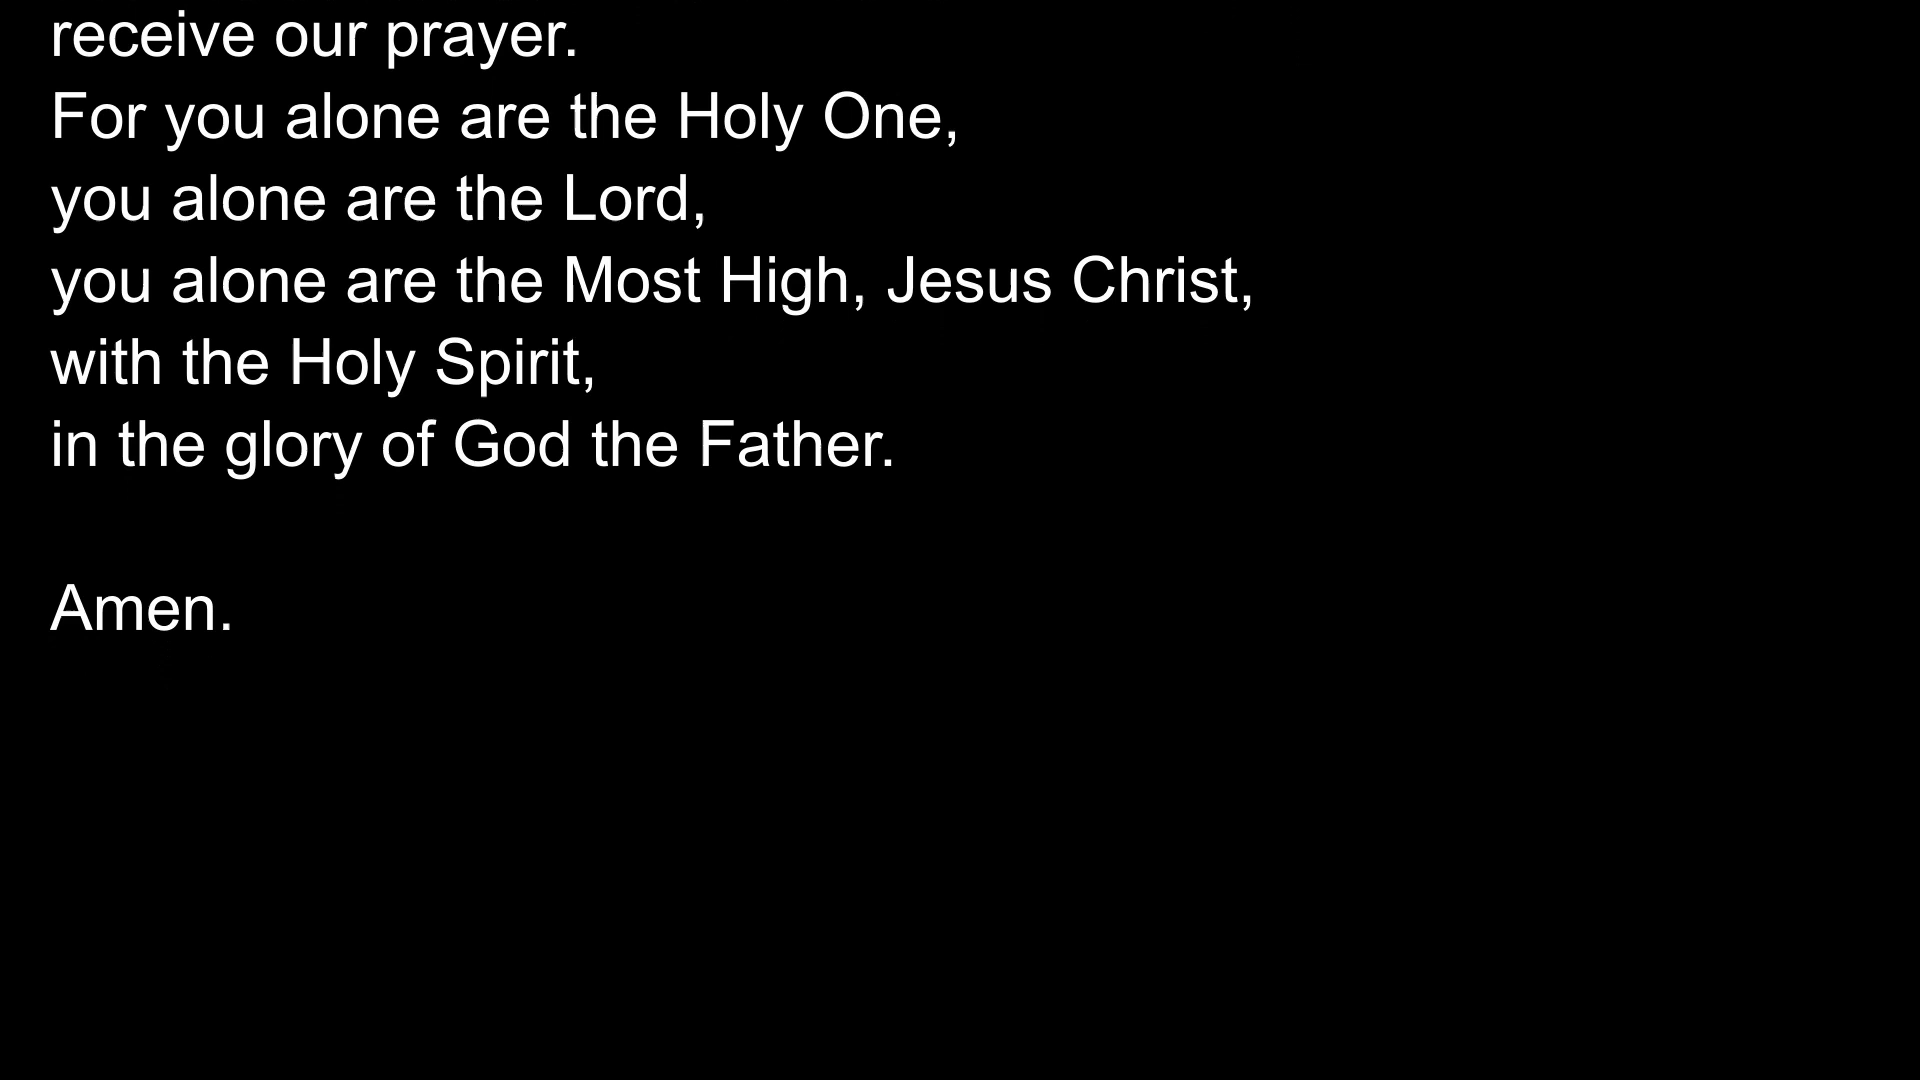 receive our prayer.
For you alone are the Holy One,
you alone are the Lord,
you alone are the Most High, Jesus Christ,
with the Holy Spirit,
in the glory of God the Father.
Amen.